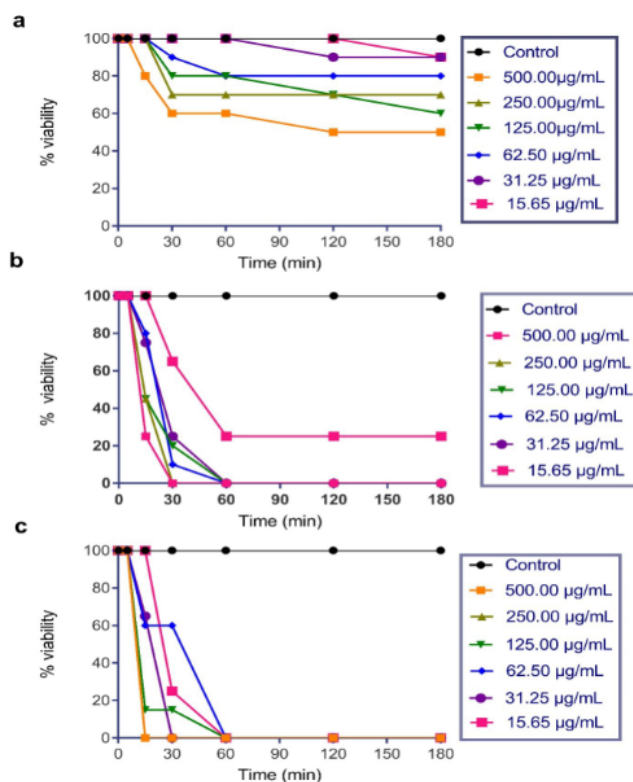 a
100
80
60
40
20
0
% viability
0 30 60 90 120 150 180
Time (min)
Control
500.00µg/mL
250.00µg/mL
125.00µg/mL
62.50 µg/mL
31.25 µg/mL
15.65 µg/mL
b
100
80
60
40
20
0
% viability
0 30 60 90 120 150 180
Time (min)
Control
500.00 µg/mL
250.00 µg/mL
125.00 µg/mL
62.50 µg/mL
31.25 µg/mL
15.65 µg/mL
c
100
80
60
40
20
0
% viability
0 30 60 90 120 150 180
Time (min)
Control
500.00 µg/mL
250.00 µg/mL
125.00 µg/mL
62.50 µg/mL
31.25 µg/mL
15.65 µg/mL